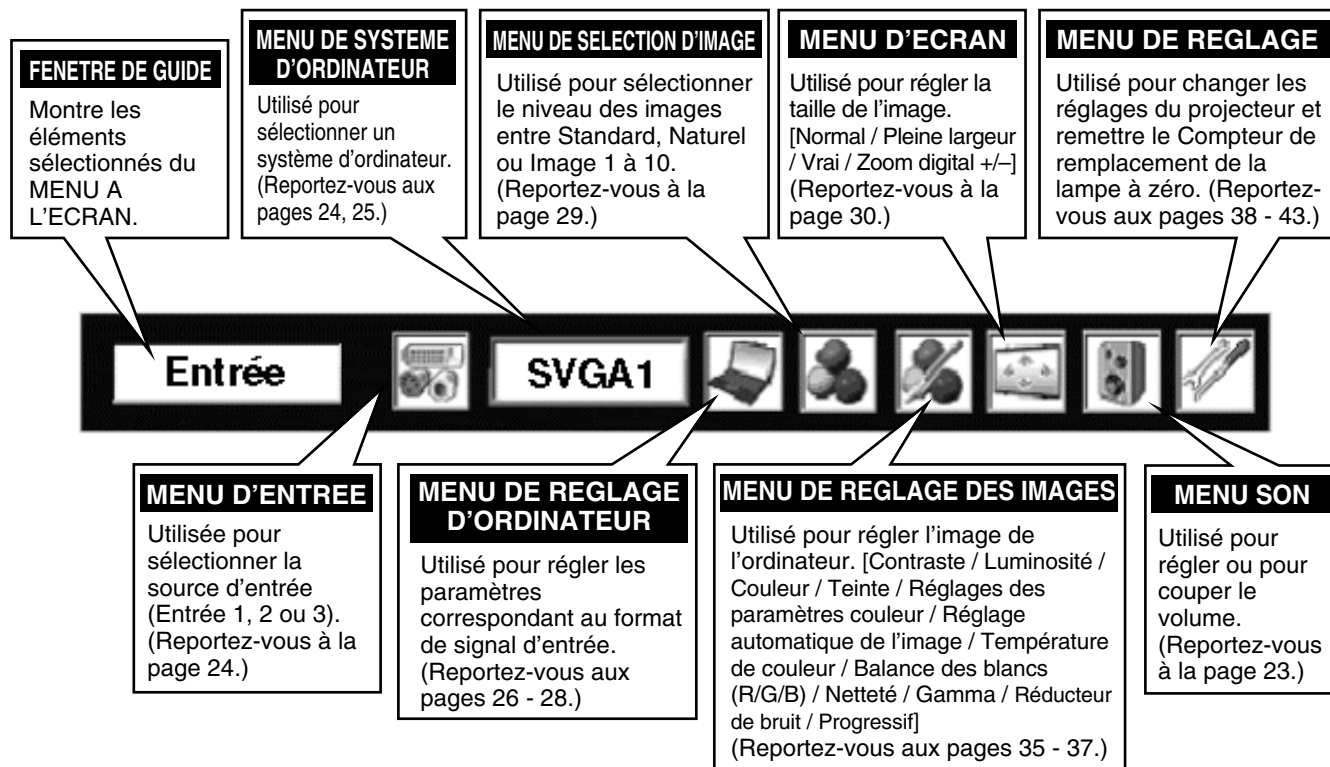 FENETRE DE GUIDE
Montre les
éléments
sélectionnés du
MENU A
L’ECRAN.
MENU DE SYSTEME
D’ORDINATEUR
Utilisé pour
sélectionner un
système d’ordinateur.
(Reportez-vous aux
pages 24, 25.)
MENU DE SELECTION D’IMAGE
Utilisé pour sélectionner
le niveau des images
entre Standard, Naturel
ou Image 1 à 10.
(Reportez-vous à la
page 29.)
MENU D’ECRAN
Utilisé pour régler la
taille de l’image.
[Normal / Pleine largeur
/ Vrai / Zoom digital +/–]
(Reportez-vous à la
page 30.)
MENU DE REGLAGE
Utilisé pour changer les
réglages du projecteur et
remettre le Compteur de
remplacement de la
lampe à zéro. (Reportez-
vous aux pages 38 - 43.)
Entrée
SVGA1
MENU D’ENTREE
Utilisée pour
sélectionner la
source d’entrée
(Entrée 1, 2 ou 3).
(Reportez-vous à la
page 24.)
MENU DE REGLAGE
D’ORDINATEUR
Utilisé pour régler les
paramètres
correspondant au format
de signal d’entrée.
(Reportez-vous aux
pages 26 - 28.)
MENU DE REGLAGE DES IMAGES
Utilisé pour régler l’image de
l’ordinateur. [Contraste / Luminosité /
Couleur / Teinte / Réglages des
paramètres couleur / Réglage
automatique de l’image / Température
de couleur / Balance des blancs
(R/G/B) / Netteté / Gamma / Réducteur
de bruit / Progressif]
(Reportez-vous aux pages 35 - 37.)
MENU SON
Utilisé pour
régler ou pour
couper le
volume.
(Reportez-vous
à la page 23.)